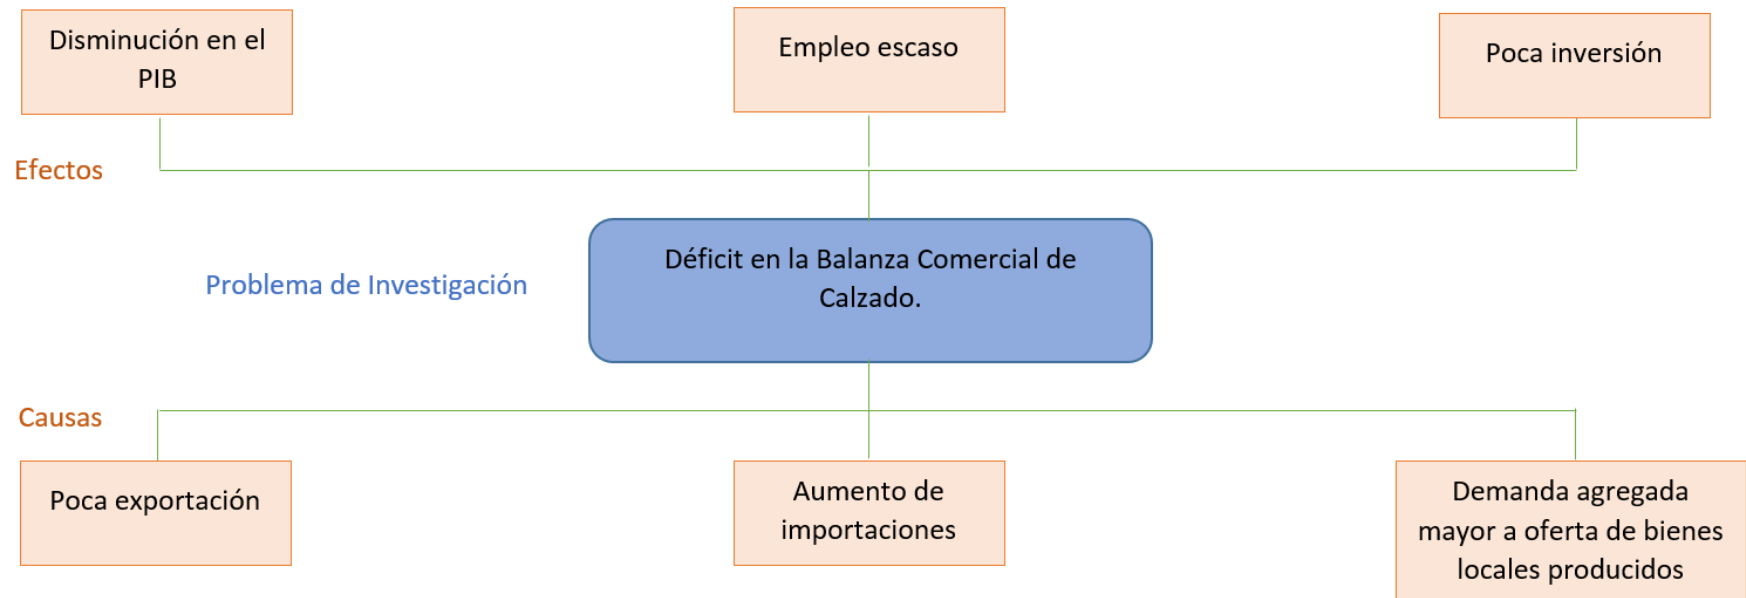 Disminución en el
PIB
Empleo escaso
Poca inversión
Efectos
Déficit en la Balanza Comercial de
Calzado.
Problema de Investigación
Causas
Poca exportación
Aumento de
importaciones
Demanda agregada
mayor a oferta de bienes
locales producidos